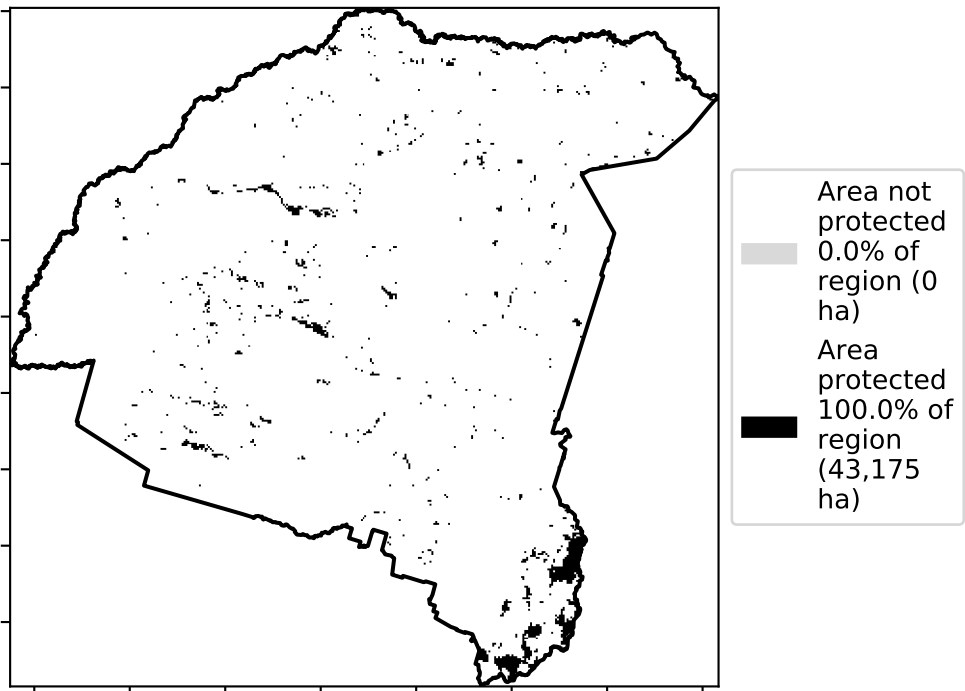 Area not
protected
0.0% of
region (0
ha)
Area
protected
100.0% of
region
(43,175
ha)